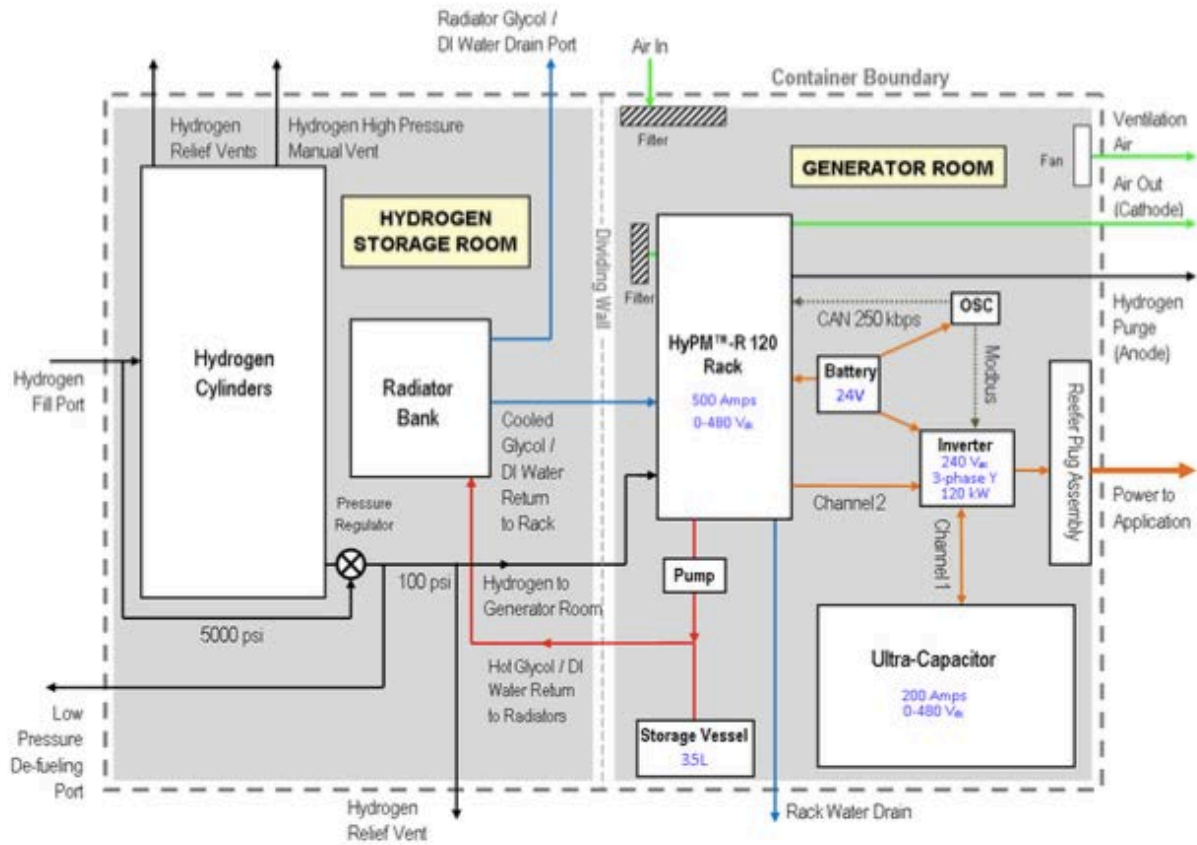 Radiator Glycol /
DI Water Drain Port
Air In
Container Boundary
Hydrogen
Relief Vents
Hydrogen High Pressure
Manual Vent
Filter
Fan
Ventilation
Air
GENERATOR ROOM
Air Out
(Cathode)
HYDROGEN
STORAGE ROOM
Dividing Wall
Filter
Hydrogen
Purge
(Anode)
OSC
CAN 250 kbps
Modbus
HyPM™-R 120
Rack
500 Amps
0-480 Vdc
Battery
24V
Hydrogen
Cylinders
Radiator
Bank
Hydrogen
Fill Port
Cooled
Glycol /
DI Water
Return
to Rack
Inverter
240 Vac
3-phase Y
120 kW
Reefer Plug Assembly
Power to
Application
Channel 2
Channel 1
Pressure
Regulator
100 psi
Hydrogen to
Generator Room
Pump
5000 psi
Hot Glycol / DI
Water Return
to Radiators
Ultra-Capacitor
200 Amps
0-480 Vdc
Storage Vessel
35L
Low
Pressure
De-fueling
Port
Hydrogen
Relief Vent
Rack Water Drain